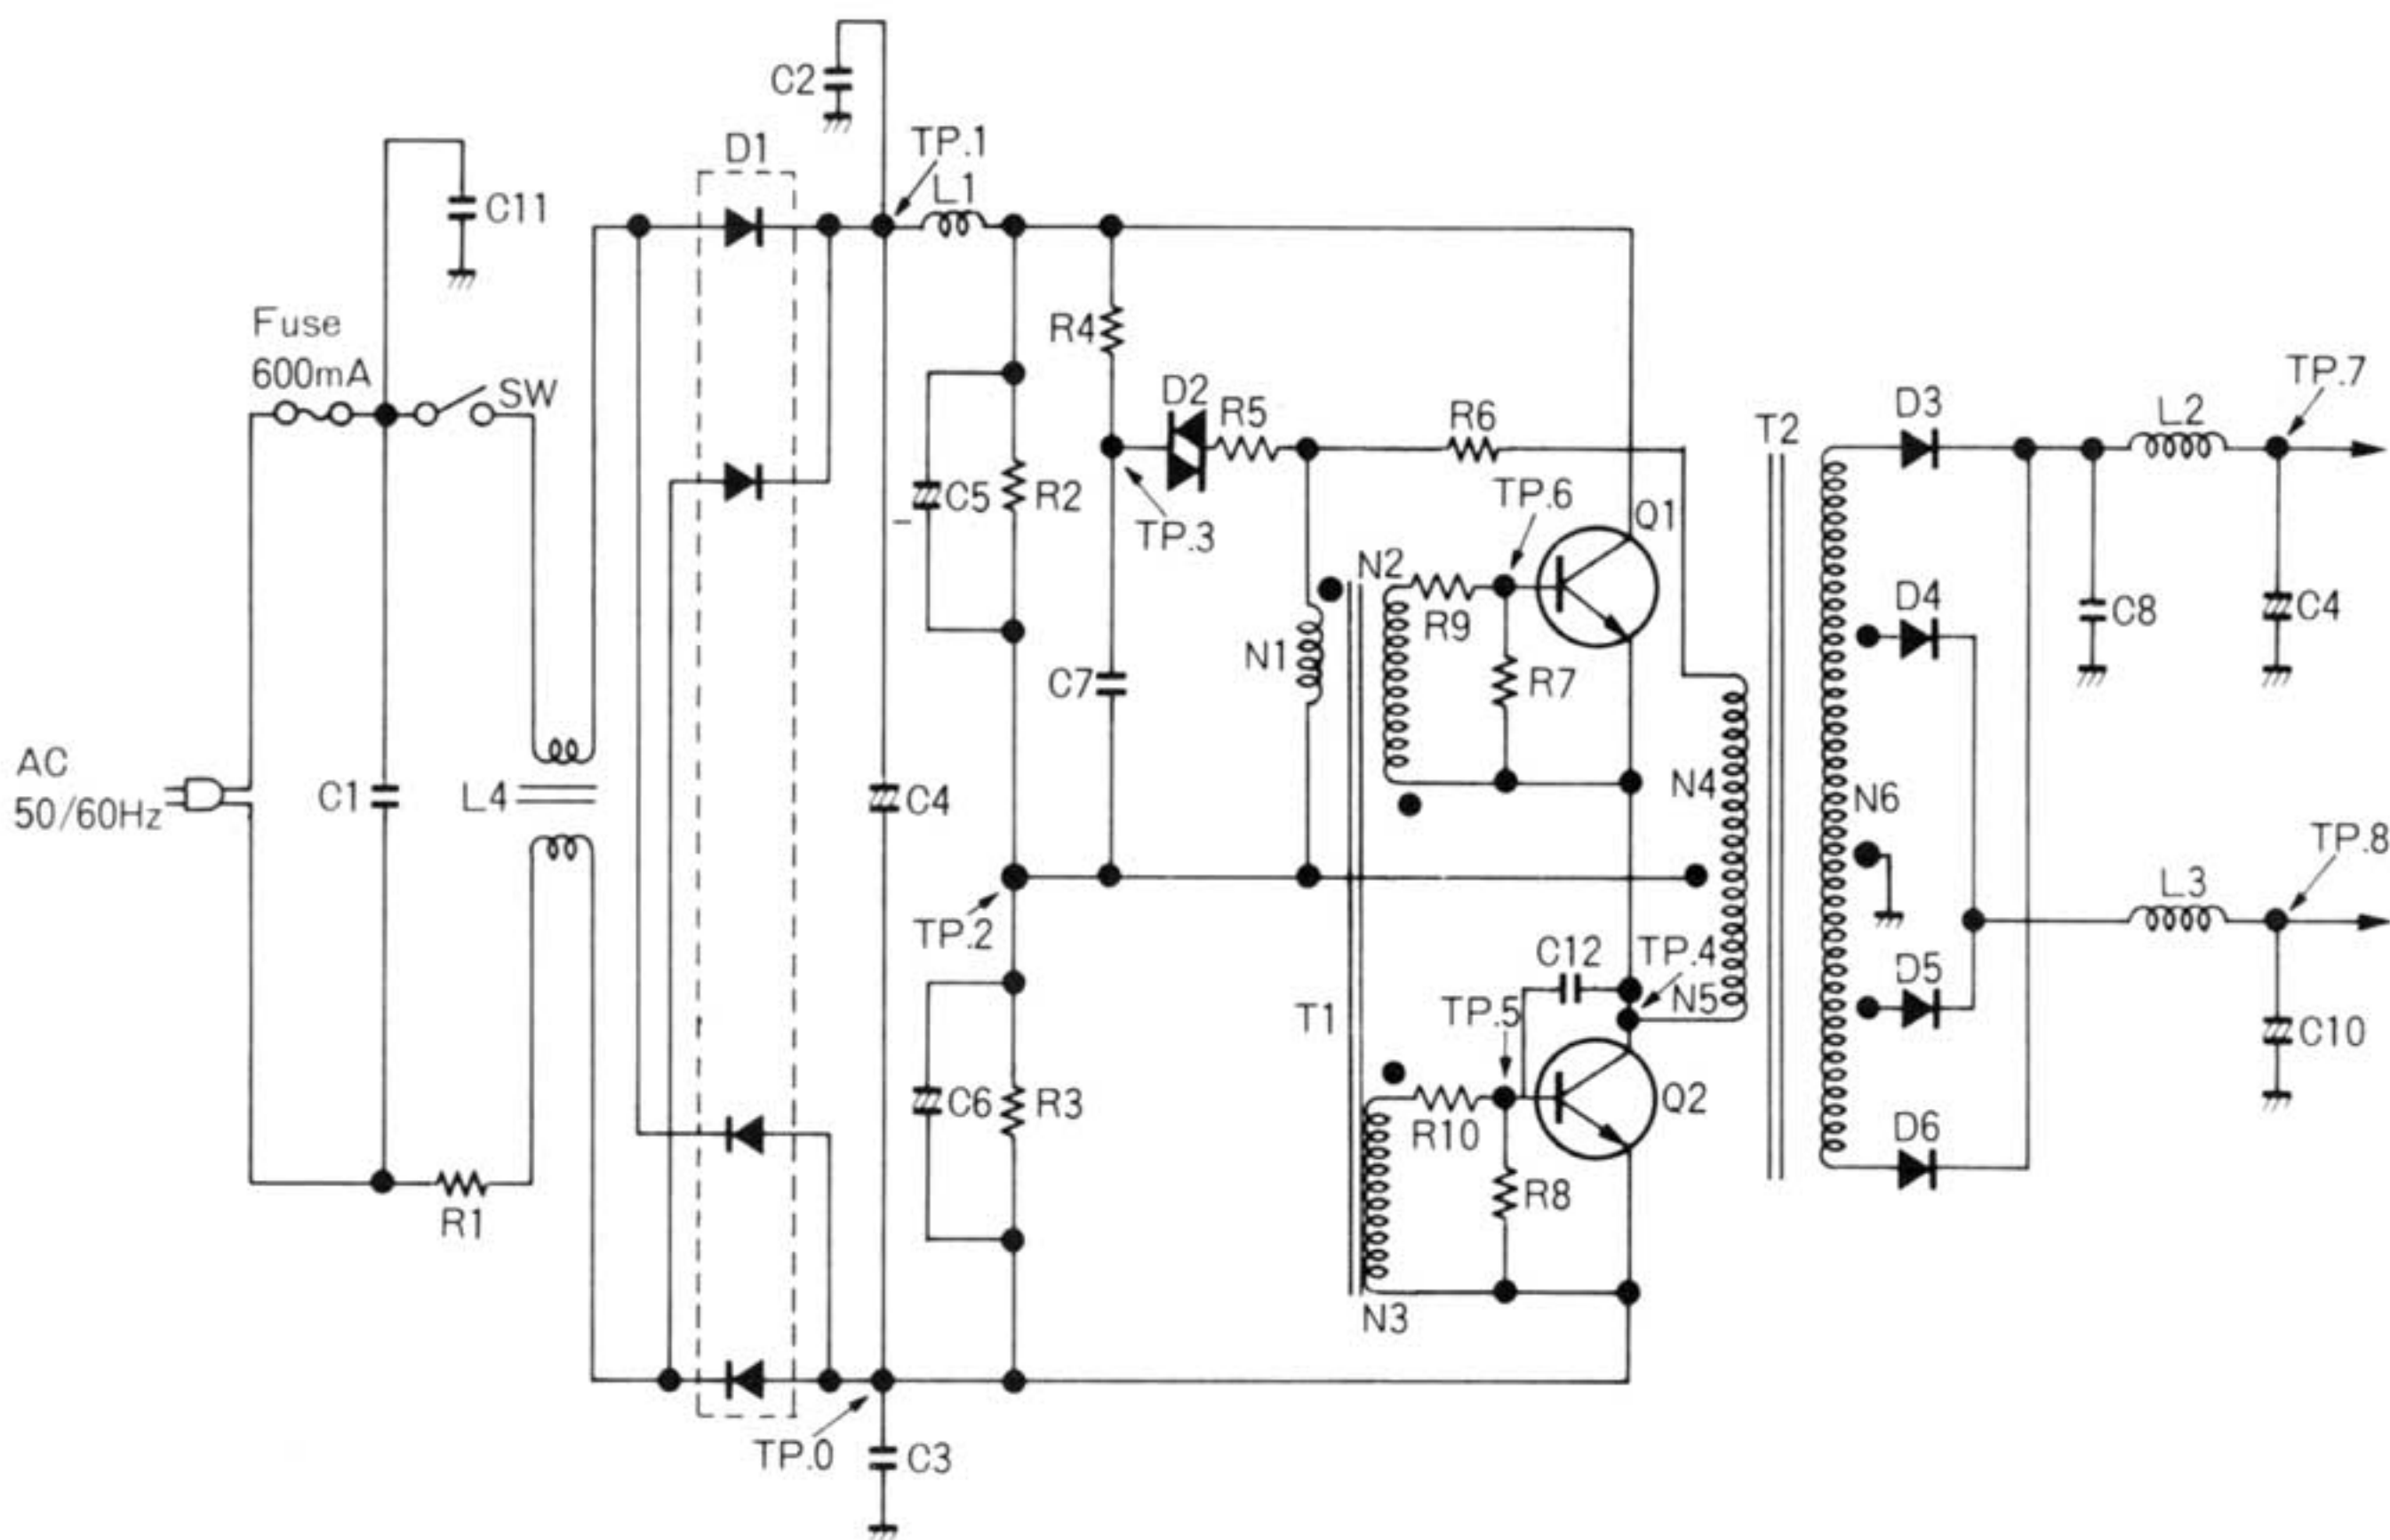 C2
D1
TP.1
L1
C11
Fuse
600mA
SW
R4
D2
R5
R6
TP.3
C5
R2
–
TP.6
Q1
N2
R9
R7
N1
C7
T2
D3
L2
TP.7
D4
C8
C4
AC
50/60Hz
C1
L4
C4
N4
N6
TP.8
L3
TP.2
C12
TP.4
N5
T1
TP.5
D5
C10
C6
R3
R10
Q2
R8
D6
R1
N3
TP.0
C3